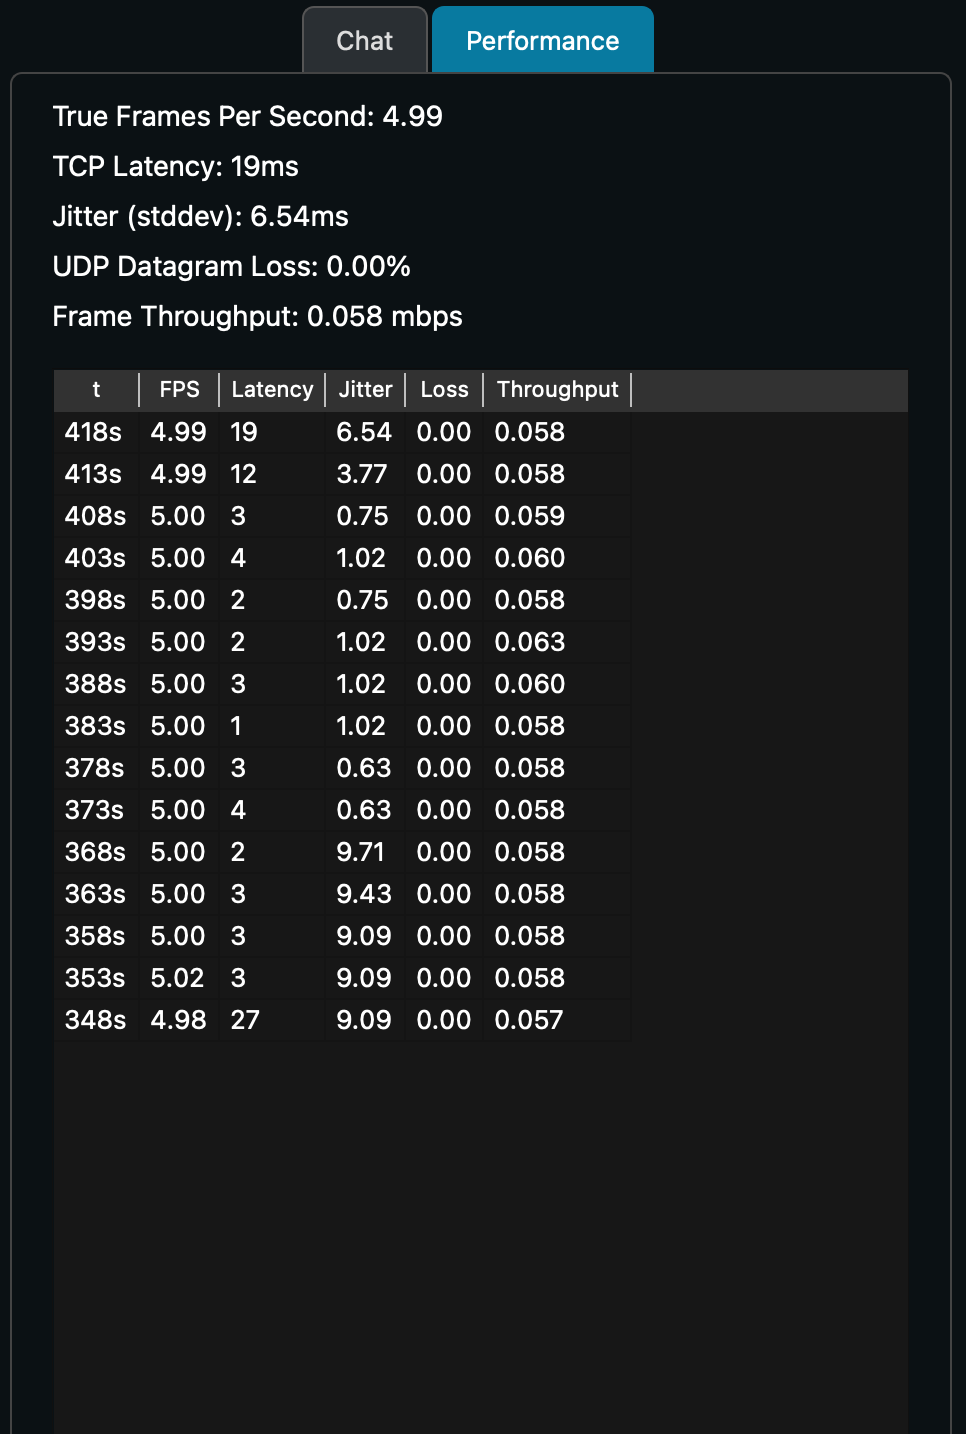 Chat Performance
True Frames Per Second: 4.99
TCP Latency: 19ms
Jitter (stddev): 6.54ms
UDP Datagram Loss: 0.00%
Frame Throughput: 0.058 mbps
t FPS Latency Jitter Loss Throughput
418s 4.99 19 6.54 0.00 0.058
413s 4.99 12 3.77 0.00 0.058
408s 5.00 3 0.75 0.00 0.059
403s 5.00 4 1.02 0.00 0.060
398s 5.00 2 0.75 0.00 0.058
393s 5.00 2 1.02 0.00 0.063
388s 5.00 3 1.02 0.00 0.060
383s 5.00 1 1.02 0.00 0.058
378s 5.00 3 0.63 0.00 0.058
373s 5.00 4 0.63 0.00 0.058
368s 5.00 2 9.71 0.00 0.058
363s 5.00 3 9.43 0.00 0.058
358s 5.00 3 9.09 0.00 0.058
353s 5.02 3 9.09 0.00 0.058
348s 4.98 27 9.09 0.00 0.057